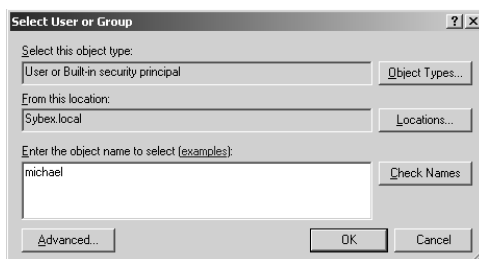 Select User or Group
? X
Select this object type:
User or Built-in security principal
Object Types...
From this location:
Sybex.local
Locations...
Enter the object name to select (examples):
michael
Check Names
Advanced...
OK
Cancel